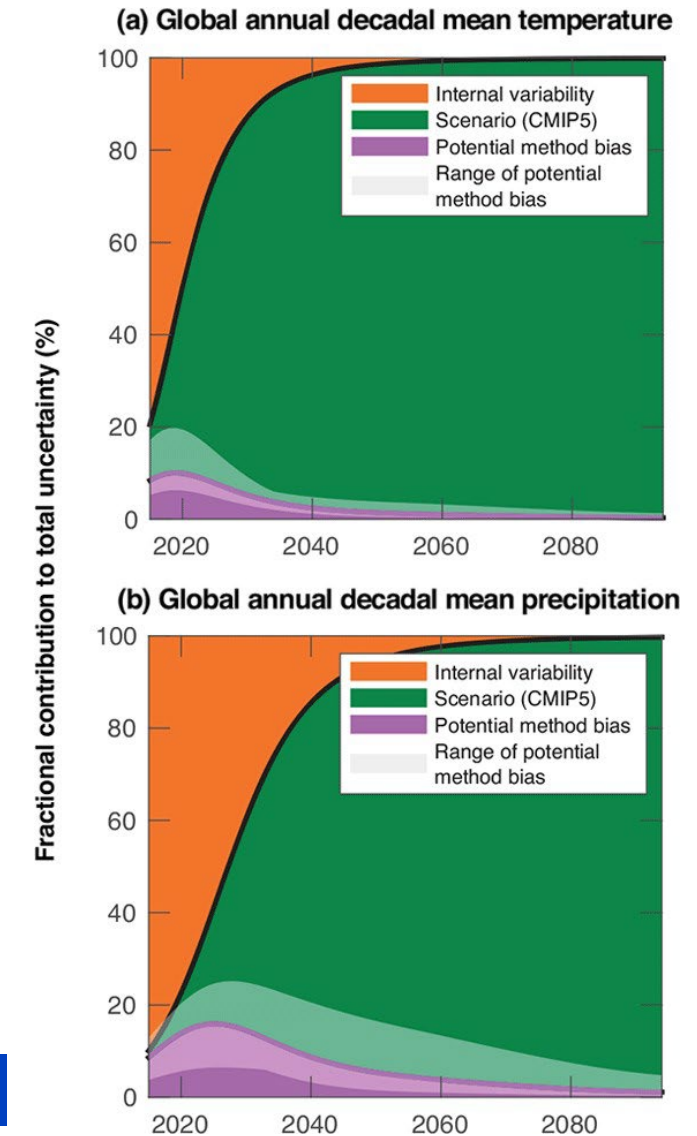 (a) Global annual decadal mean temperature
Fractional contribution to total uncertainty (%)
100
80
60
40
20
0
Internal variability
Scenario (CMIP5)
Potential method bias
Range of potential
method bias
2020
2040
2060
2080
(b) Global annual decadal mean precipitation
100
80
60
40
20
0
Internal variability
Scenario (CMIP5)
Potential method bias
Range of potential
method bias
2020
2040
2060
2080